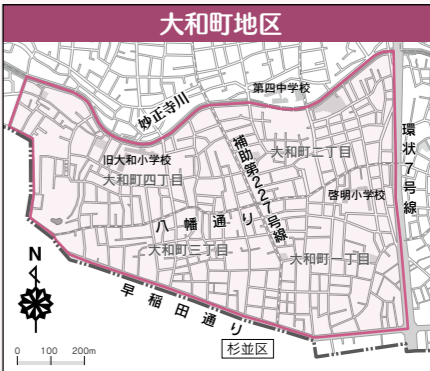 大和町地区
第四中学校
妙正寺川
環状7号線
補助第227号線
大和町二丁目
旧大和小学校
大和町四丁目
啓明小学校
八幡通り
大和町三丁目
大和町一丁目
N
早稲田通り
杉並区
0 100 200m